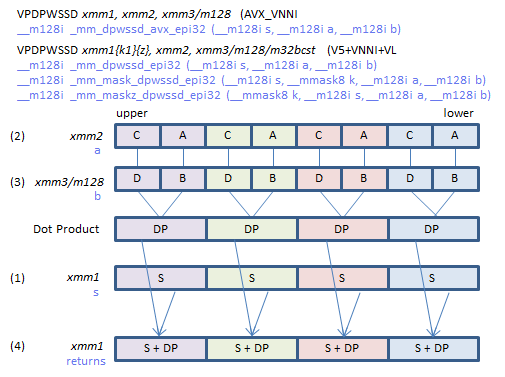 VPDPWSSD xmm1, xmm2, xmm3/m128 (AVX_VNNI
__m128i _mm_dpwssd_avx_epi32 (__m128i s, __m128i a, __m128i b)
VPDPWSSD xmm1{k1}{z}, xmm2, xmm3/m128/m32bcst (V5+VNNI+VL
__m128i _mm_dpwssd_epi32 (__m128i s, __m128i a, __m128i b)
__m128i _mm_mask_dpwssd_epi32 (__m128i s, __mmask8 k, __m128i a, __m128i b)
__m128i _mm_maskz_dpwssd_epi32 (__mmask8 k, __m128i s, __m128i a, __m128i b)
upper lower
(2) xmm2 C A C A C A C A
a
(3) xmm3/m128 D B D B D B D B
b
Dot Product DP DP DP DP
(1) xmm1 S S S S
s
(4) xmm1 S + DP S + DP S + DP S + DP
returns